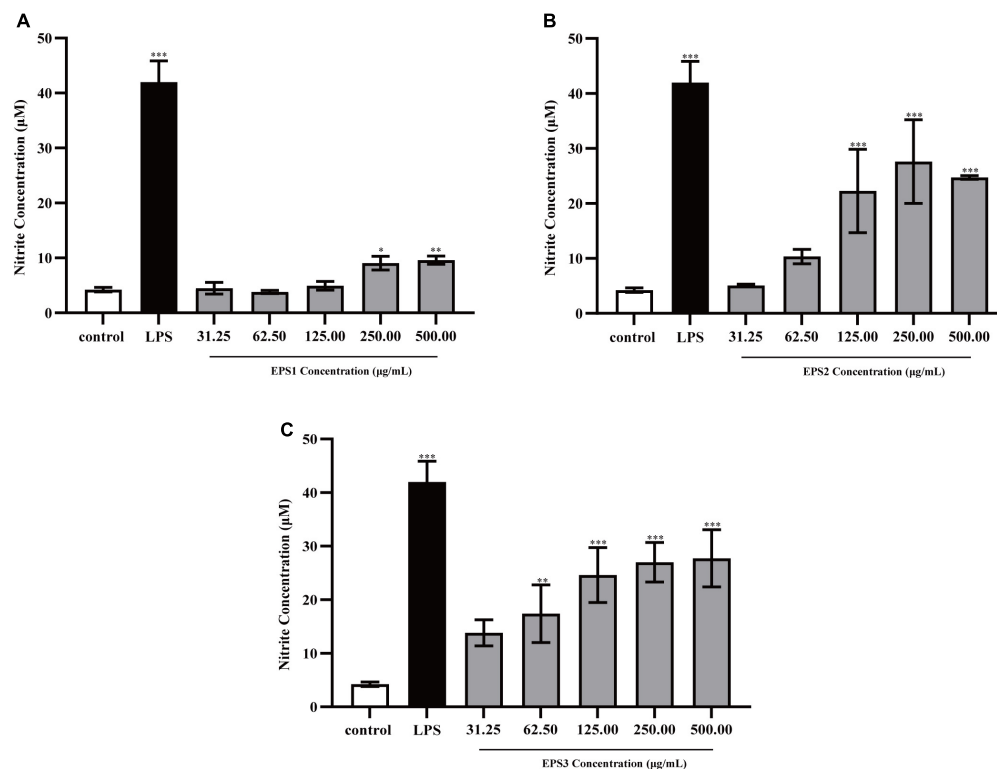 A
Nitrite Concentration (μM)
50
40
30
20
10
0
***
*
**
control LPS 31.25 62.50 125.00 250.00 500.00
EPS1 Concentration (μg/mL)
B
Nitrite Concentration (μM)
50
40
30
20
10
0
***
***
***
***
control LPS 31.25 62.50 125.00 250.00 500.00
EPS2 Concentration (μg/mL)
C
Nitrite Concentration (μM)
50
40
30
20
10
0
***
**
***
***
***
control LPS 31.25 62.50 125.00 250.00 500.00
EPS3 Concentration (μg/mL)